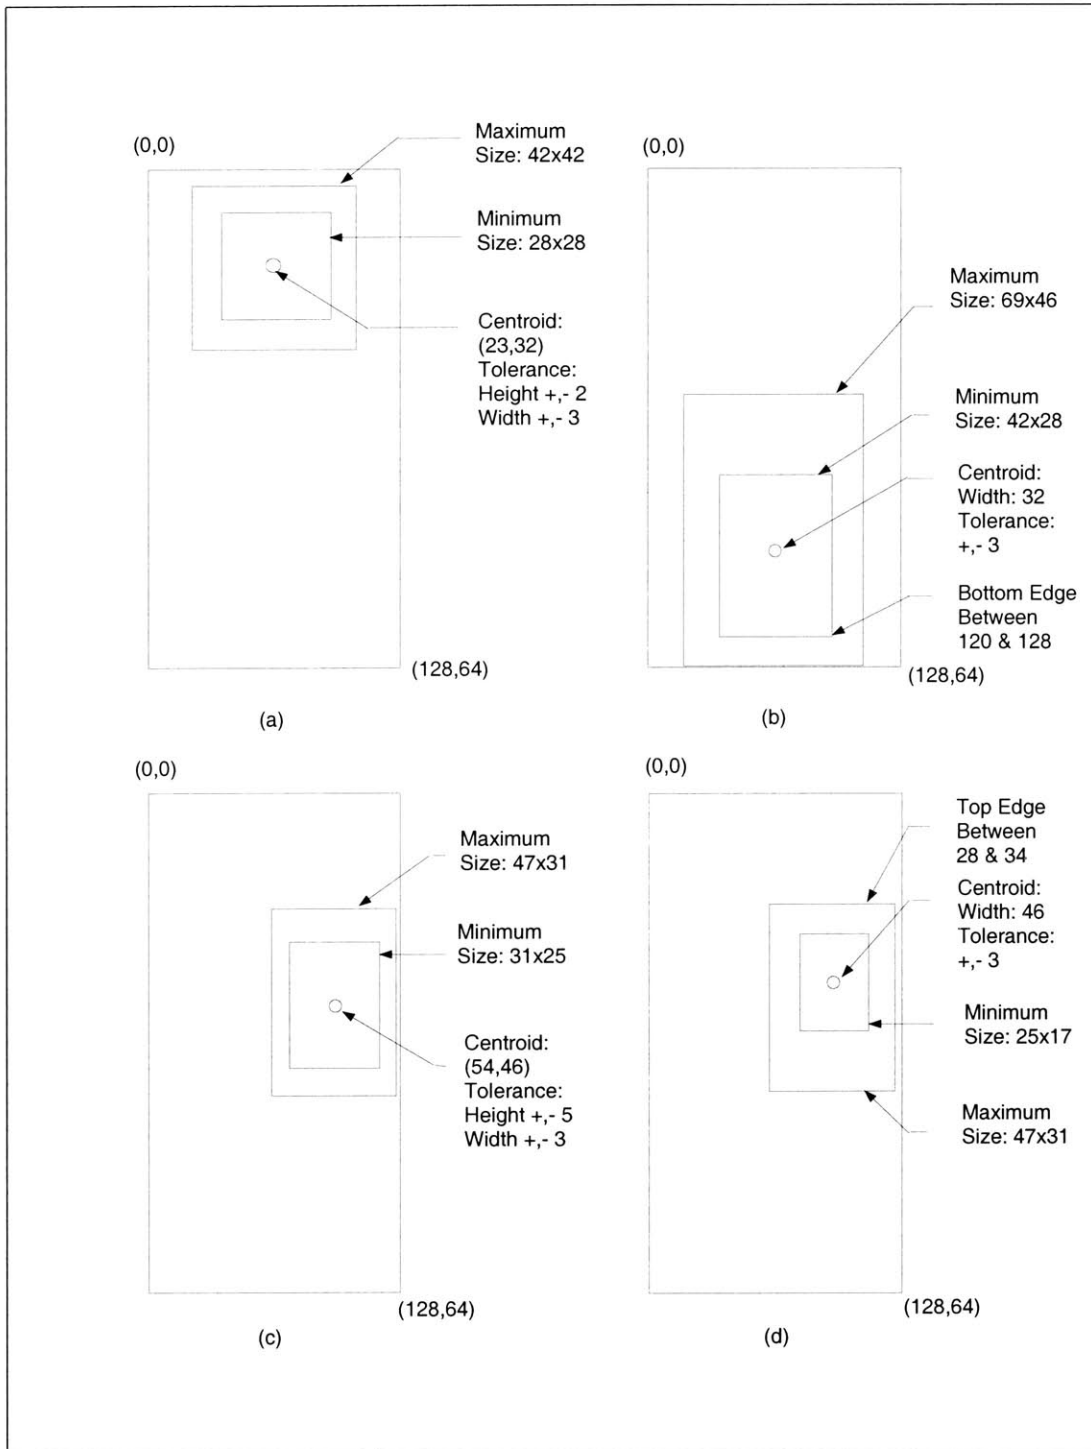 (0,0)
Maximum
Size: 42x42
Minimum
Size: 28x28
Centroid:
(23,32)
Tolerance:
Height +,- 2
Width +,- 3
(128,64)
(a)
(0,0)
Maximum
Size: 69x46
Minimum
Size: 42x28
Centroid:
Width: 32
Tolerance:
+,- 3
Bottom Edge
Between
120 & 128
(128,64)
(b)
(0,0)
Maximum
Size: 47x31
Minimum
Size: 31x25
Centroid:
(54,46)
Tolerance:
Height +,- 5
Width +,- 3
(128,64)
(c)
(0,0)
Top Edge
Between
28 & 34
Centroid:
Width: 46
Tolerance:
+,- 3
Minimum
Size: 25x17
Maximum
Size: 47x31
(128,64)
(d)